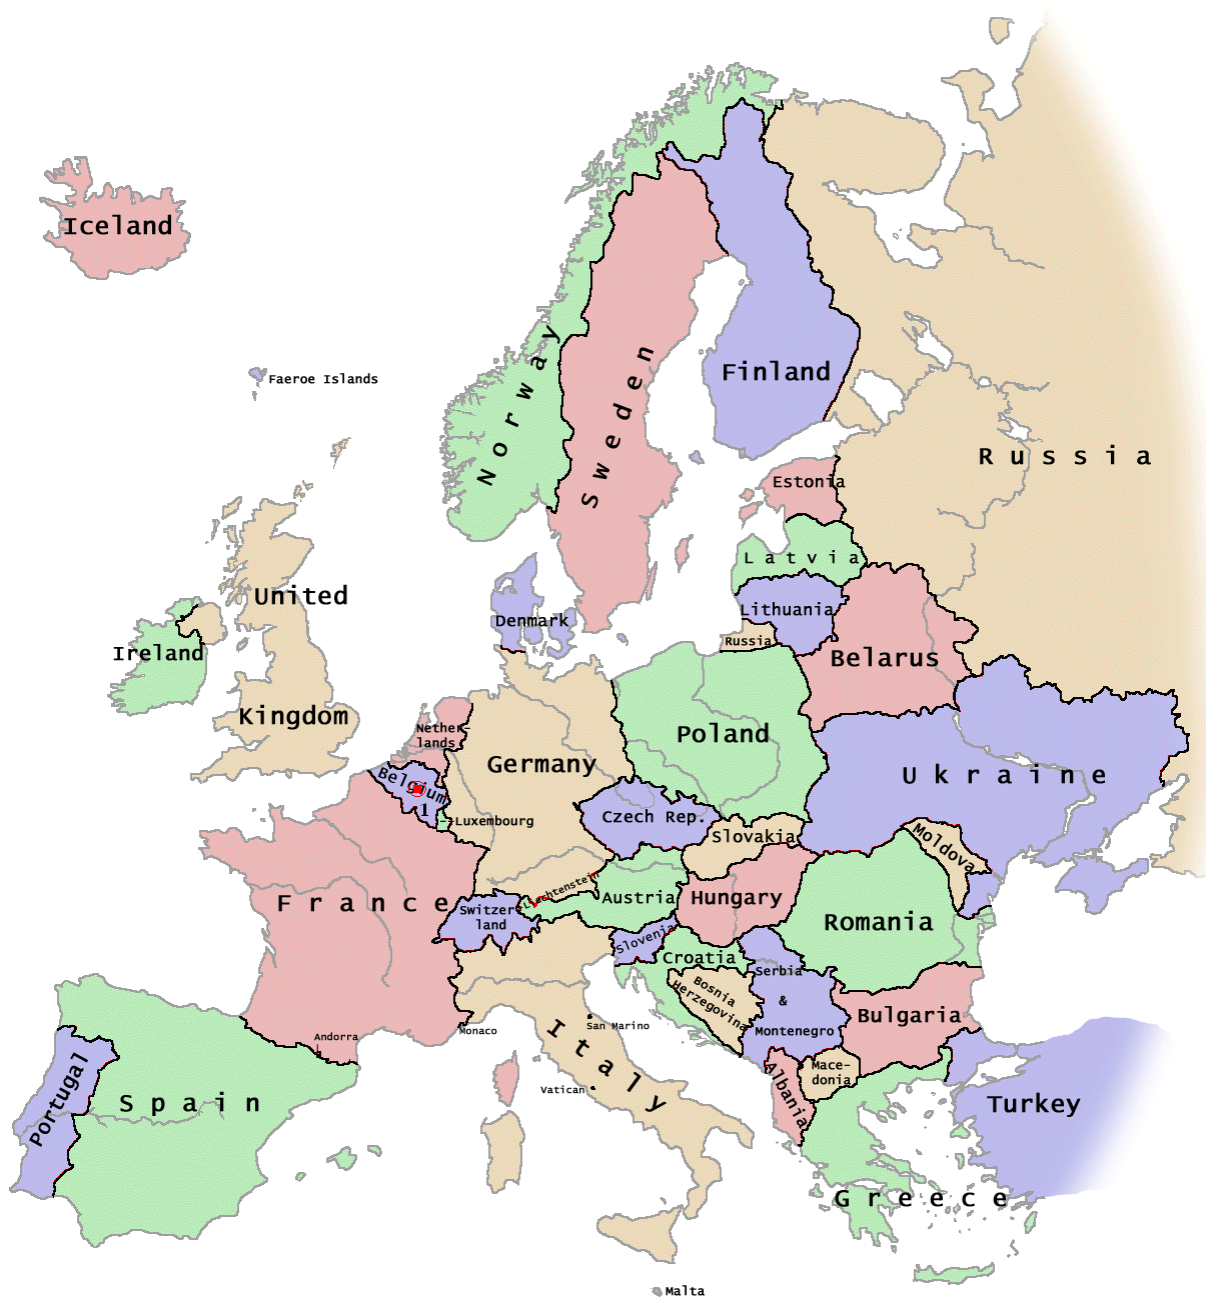 Iceland
Faeroe Islands
Norway
Sweden
Finland
Russia
Estonia
Latvia
Lithuania
Russia
Belarus
United
Kingdom
Ireland
Denmark
Nether-
lands
Belgium
1
Luxembourg
Germany
Poland
Ukraine
Czech Rep.
Slovakia
Moldova
France
Switzer-
land
Liechtenstein
Austria
Hungary
Romania
Slovenia
Croatia
Bosnia
Herzegovina
Serbia
&
Montenegro
Bulgaria
Monaco
San Marino
Italy
Vatican
Andorra
Portugal
Spain
Albania
Mace-
donia
Turkey
Greece
Malta